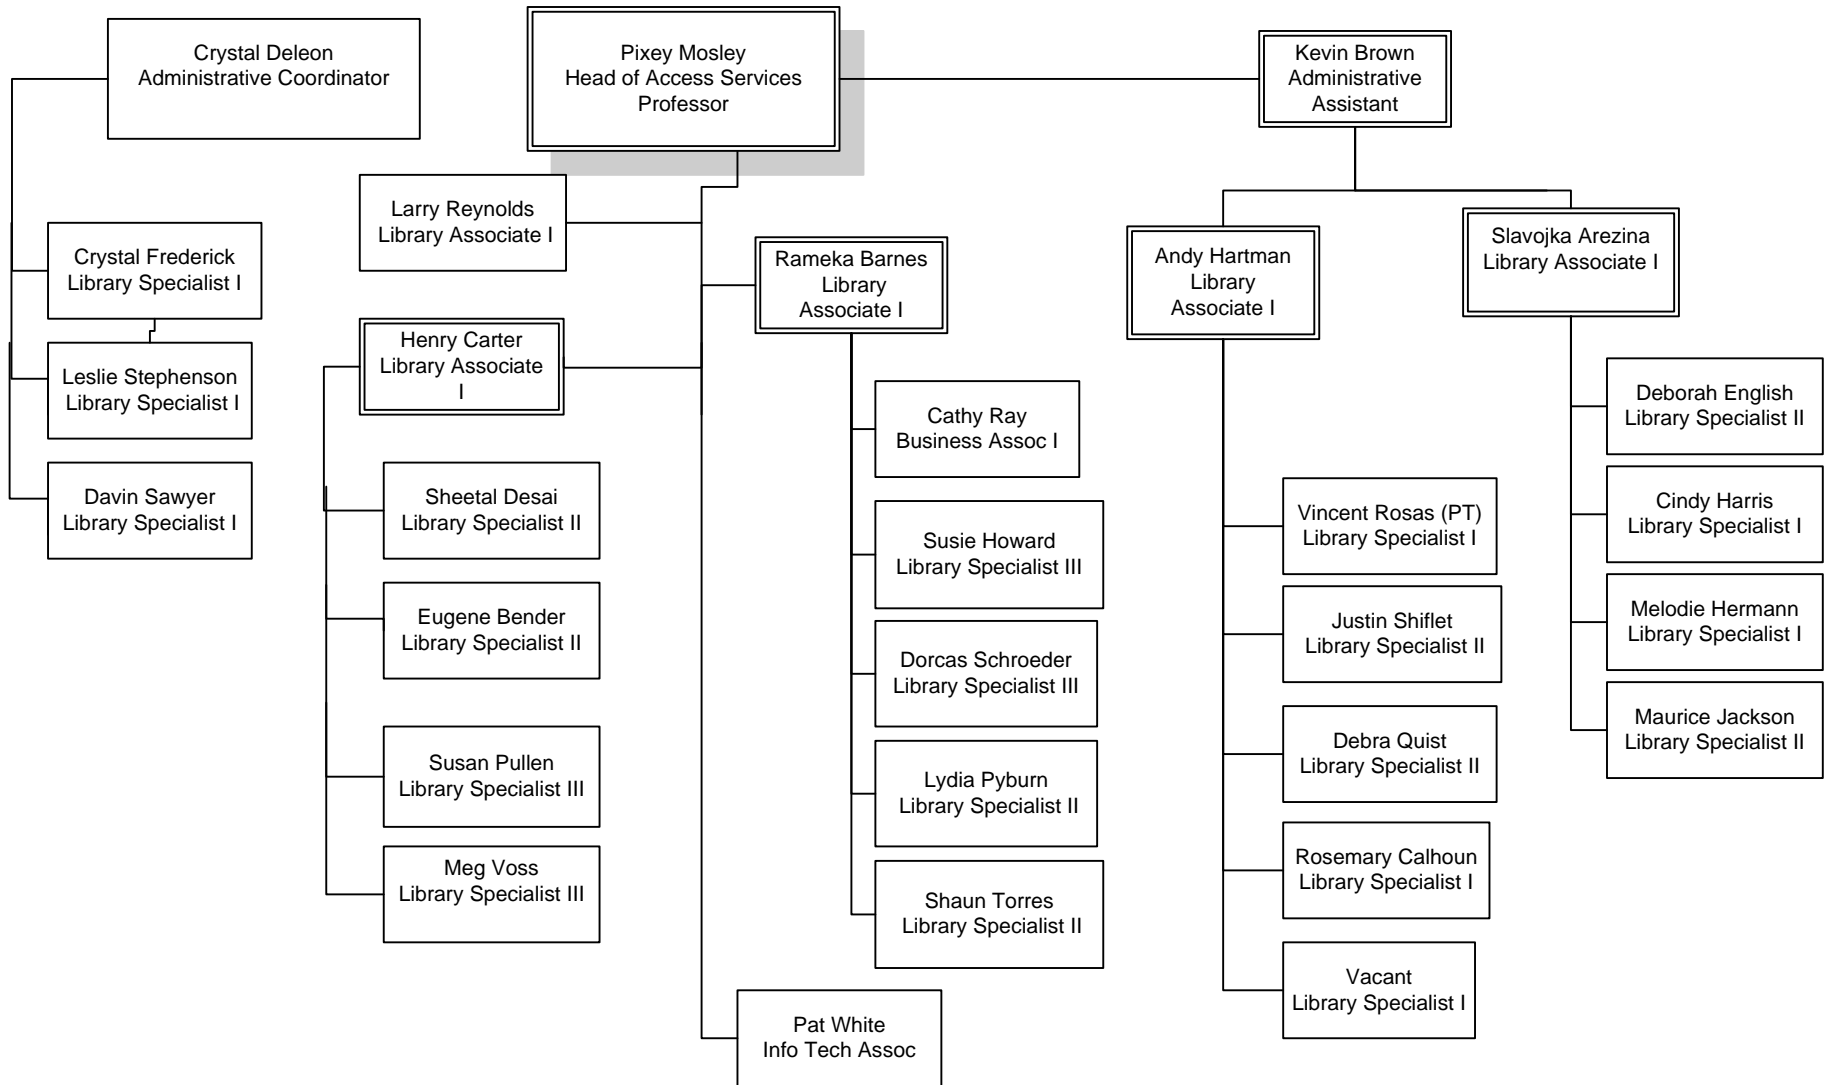 Crystal Deleon
Administrative Coordinator
Pixey Mosley
Head of Access Services
Professor
Kevin Brown
Administrative
Assistant
Larry Reynolds
Library Associate I
Crystal Frederick
Library Specialist I
Leslie Stephenson
Library Specialist I
Davin Sawyer
Library Specialist I
Henry Carter
Library Associate
I
Sheetal Desai
Library Specialist II
Eugene Bender
Library Specialist II
Susan Pullen
Library Specialist III
Meg Voss
Library Specialist III
Rameka Barnes
Library
Associate I
Cathy Ray
Business Assoc I
Susie Howard
Library Specialist III
Dorcas Schroeder
Library Specialist III
Lydia Pyburn
Library Specialist II
Shaun Torres
Library Specialist II
Pat White
Info Tech Assoc
Andy Hartman
Library
Associate I
Vincent Rosas (PT)
Library Specialist I
Justin Shiflet
Library Specialist II
Debra Quist
Library Specialist II
Rosemary Calhoun
Library Specialist I
Vacant
Library Specialist I
Slavojka Arezina
Library Associate I
Deborah English
Library Specialist II
Cindy Harris
Library Specialist I
Melodie Hermann
Library Specialist I
Maurice Jackson
Library Specialist II